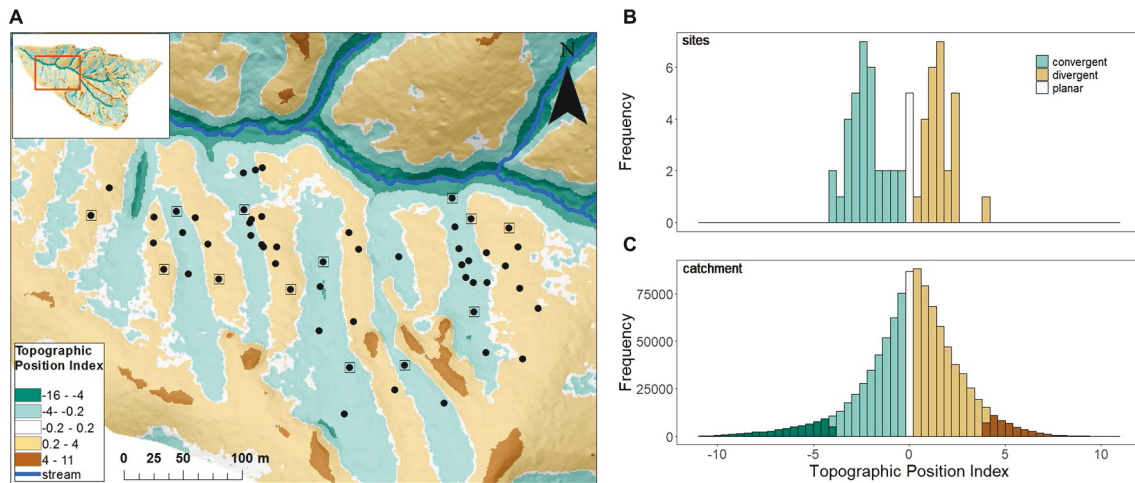 A
N
Topographic
Position Index
-16 - -4
-4- -0.2
-0.2 - 0.2
0.2 - 4
4 - 11
stream
0 25 50 100 m
B
sites
convergent
divergent
planar
Frequency
6
4
2
0
C
catchment
Frequency
75000
50000
25000
0
-10 -5 0 5 10
Topographic Position Index